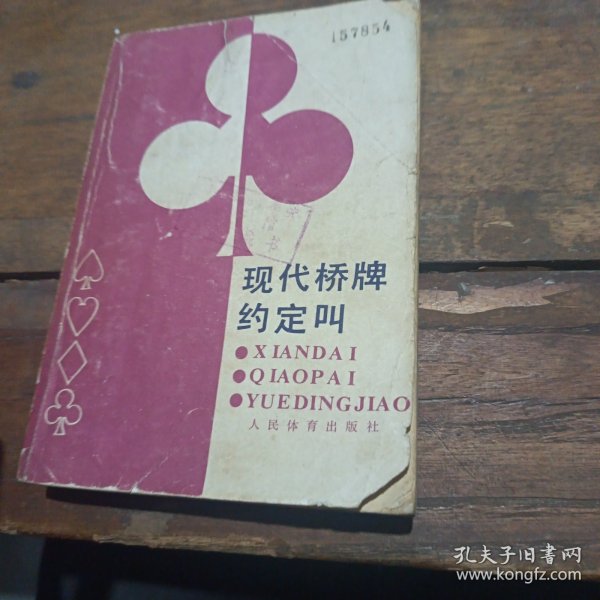 157854
现代桥牌
约定叫
●XIANDAI
●QIAOPAI
●YUEDINGJIAO
人民体育出版社
孔夫子旧书网
www.kongfz.com